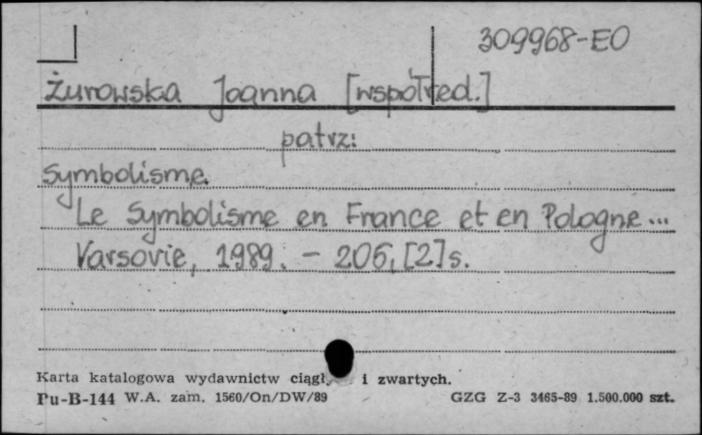 309968-EO
Żurowska Joanna [współred.]
patrz:
Symbolisme.
Le Symbolisme en France et en Pologne...
Varsovie, 1989. - 206, [2] s.
Karta katalogowa wydawnictw i zwartych.
Pu-B-144 W.A. zam. 1560/On/DW/89 GZG Z-3 3465-89 1.500.000 szt.